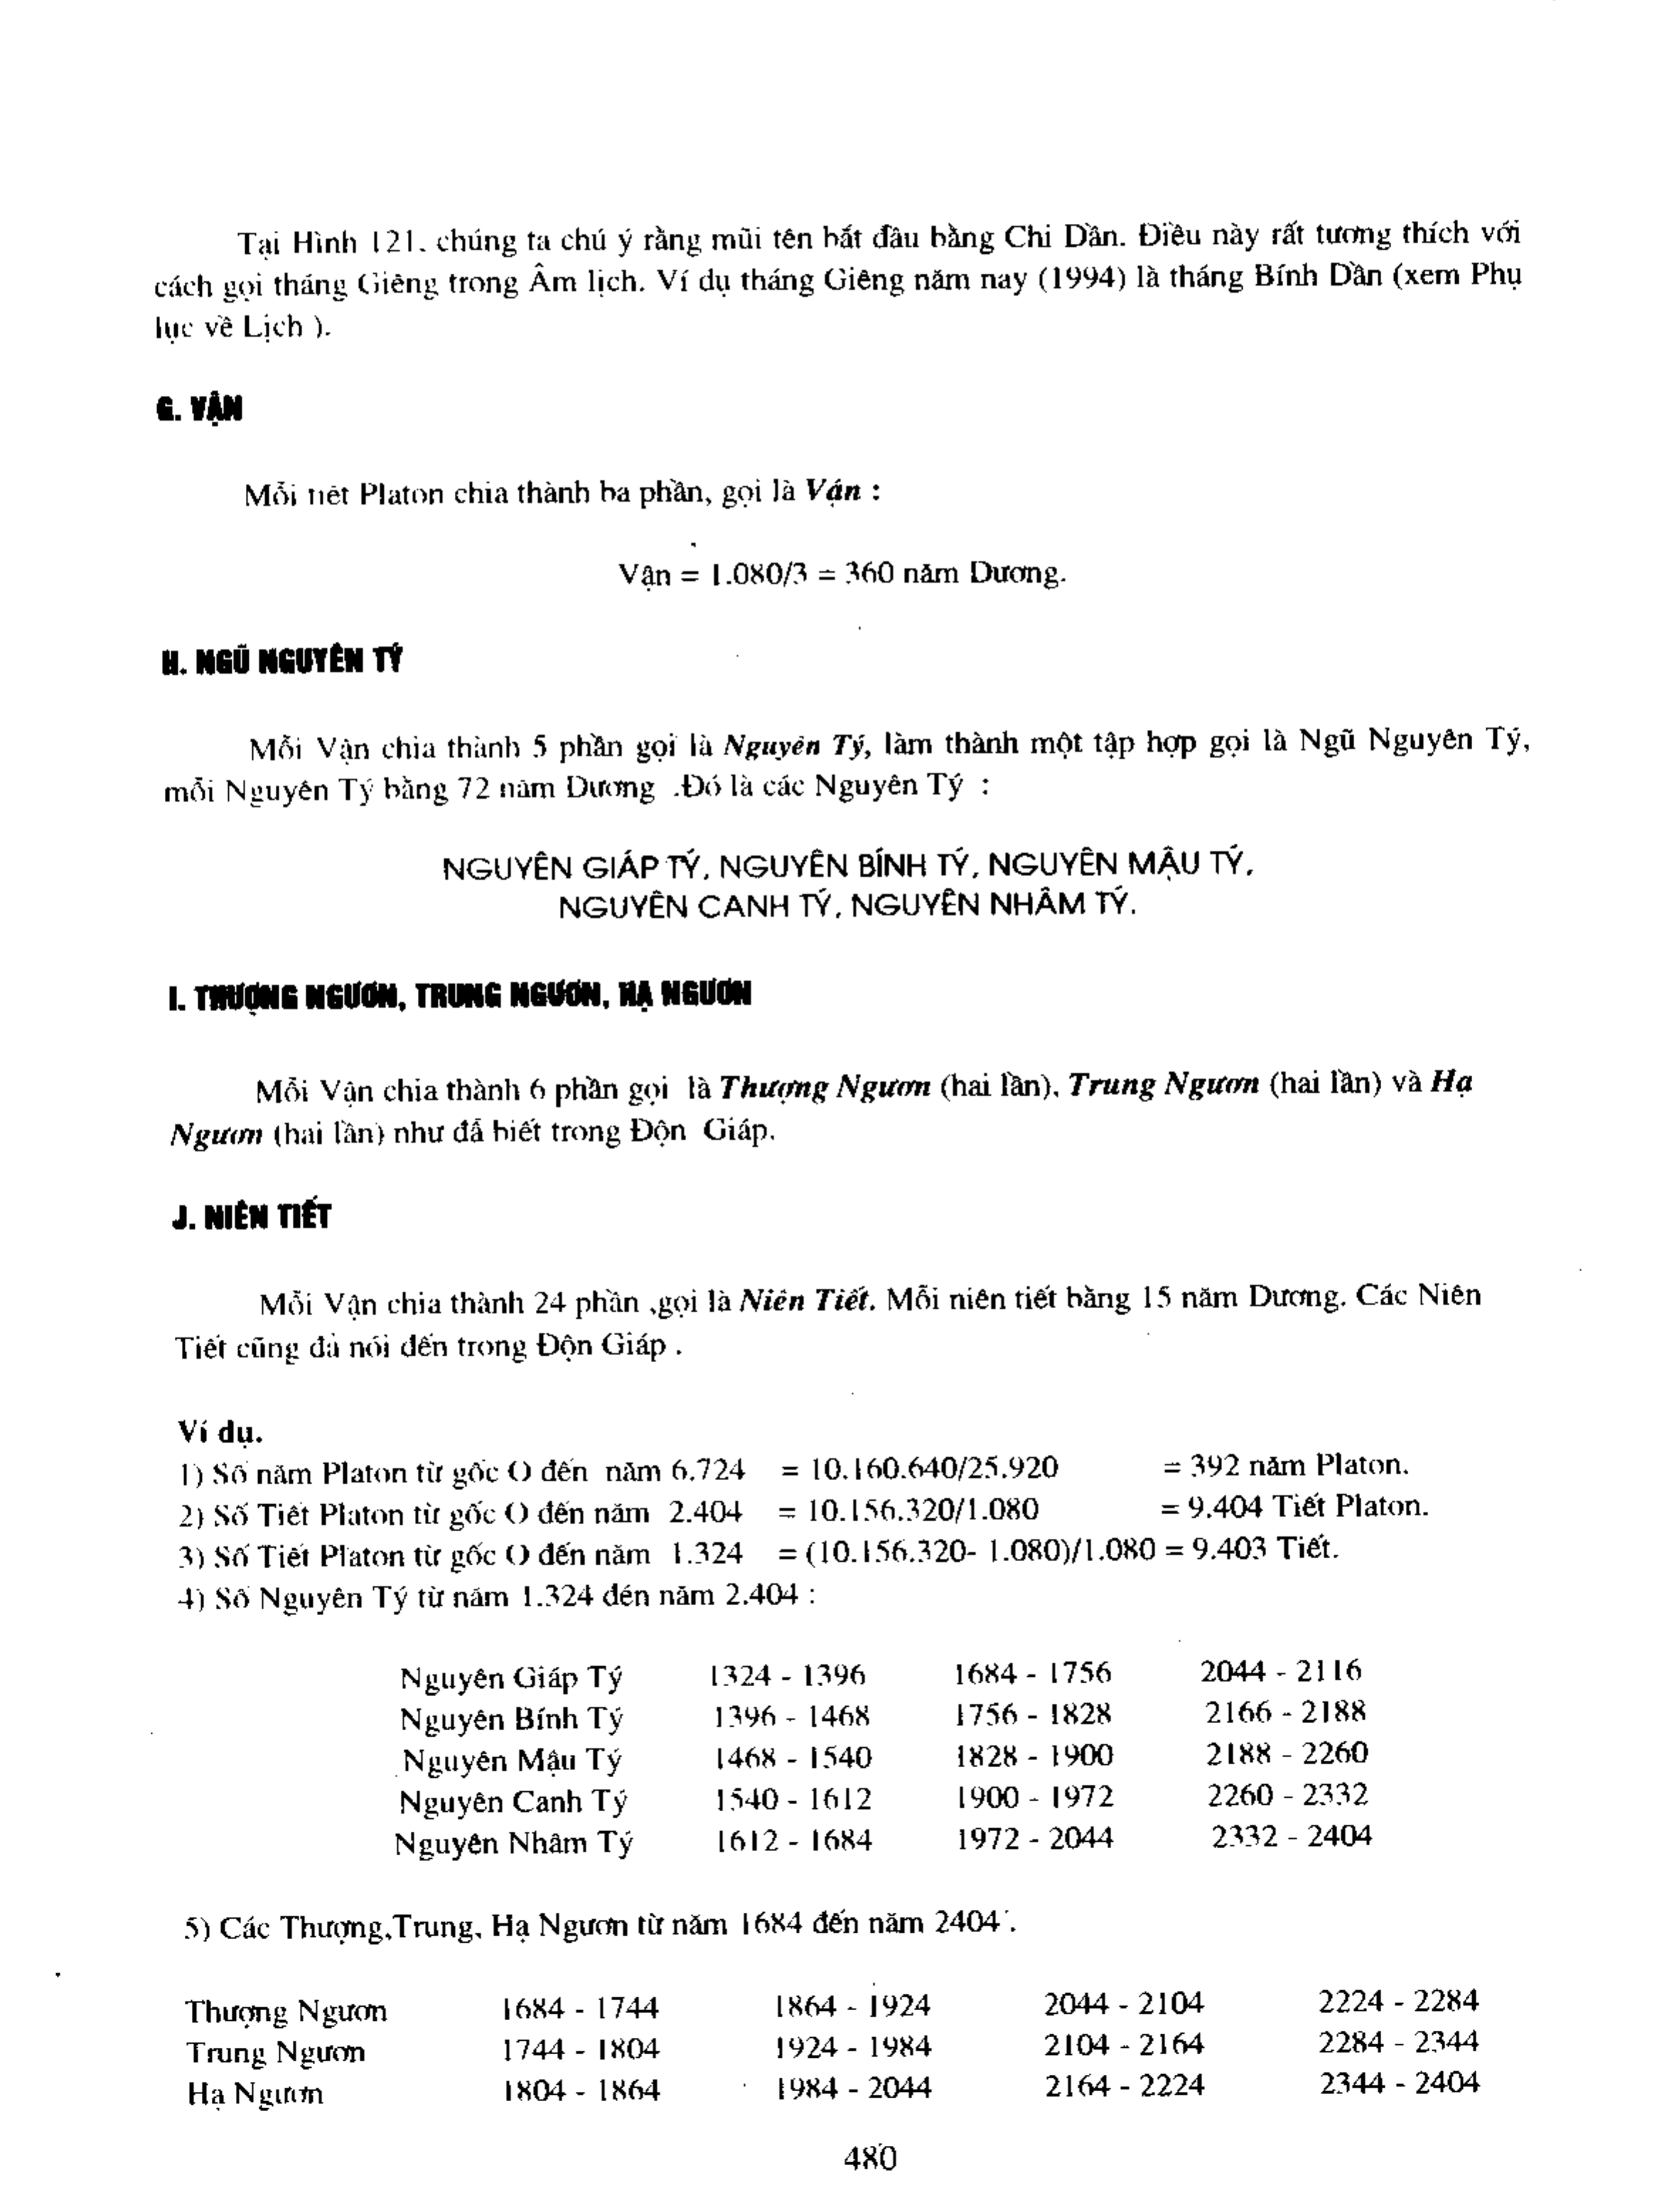 Tại Hình 121. chúng ta chú ý rằng mũi tên bắt đầu bằng Chi Dần. Điều này rất tương thích với
cách gọi tháng Giêng trong Âm lịch. Ví dụ tháng Giêng năm nay (1994) là tháng Bính Dần (xem Phụ
lục về Lịch ).
G. VẬN
Mỗi tiết Platon chia thành ba phần, gọi là Vận :
Vận = 1.080/3 = 360 năm Dương.
H. NGŨ NGUYÊN TÝ
Mỗi Vận chia thành 5 phần gọi là Nguyên Tý, làm thành một tập hợp gọi là Ngũ Nguyên Tý,
mỗi Nguyên Tý bằng 72 năm Dương .Đó là các Nguyên Tý :
NGUYÊN GIÁP TÝ, NGUYÊN BÍNH TÝ, NGUYÊN MẬU TÝ,
NGUYÊN CANH TÝ, NGUYÊN NHÂM TÝ.
I. THƯỢNG NGƯƠN, TRUNG NGƯƠN, HẠ NGƯƠN
Mỗi Vận chia thành 6 phần gọi là Thượng Ngươn (hai lần), Trung Ngươn (hai lần) và Hạ
Ngươn (hai lần) như đã biết trong Độn Giáp.
J. NIÊN TIẾT
Mỗi Vận chia thành 24 phần ,gọi là Niên Tiết. Mỗi niên tiết bằng 15 năm Dương. Các Niên
Tiết cũng đã nói đến trong Độn Giáp .
Ví dụ.
1) Số năm Platon từ gốc O đến năm 6.724 = 10.160.640/25.920 = 392 năm Platon.
2) Số Tiết Platon từ gốc O đến năm 2.404 = 10.156.320/1.080 = 9.404 Tiết Platon.
3) Số Tiết Platon từ gốc O đến năm 1.324 = (10.156.320- 1.080)/1.080 = 9.403 Tiết.
4) Số Nguyên Tý từ năm 1.324 đến năm 2.404 :
Nguyên Giáp Tý 1324 - 1396 1684 - 1756 2044 - 2116
Nguyên Bính Tý 1396 - 1468 1756 - 1828 2166 - 2188
Nguyên Mậu Tý 1468 - 1540 1828 - 1900 2188 - 2260
Nguyên Canh Tý 1540 - 1612 1900 - 1972 2260 - 2332
Nguyên Nhâm Tý 1612 - 1684 1972 - 2044 2332 - 2404
5) Các Thượng,Trung, Hạ Ngươn từ năm 1684 đến năm 2404 .
Thượng Ngươn 1684 - 1744 1864 - 1924 2044 - 2104 2224 - 2284
Trung Ngươn 1744 - 1804 1924 - 1984 2104 - 2164 2284 - 2344
Hạ Ngươn 1804 - 1864 1984 - 2044 2164 - 2224 2344 - 2404
480